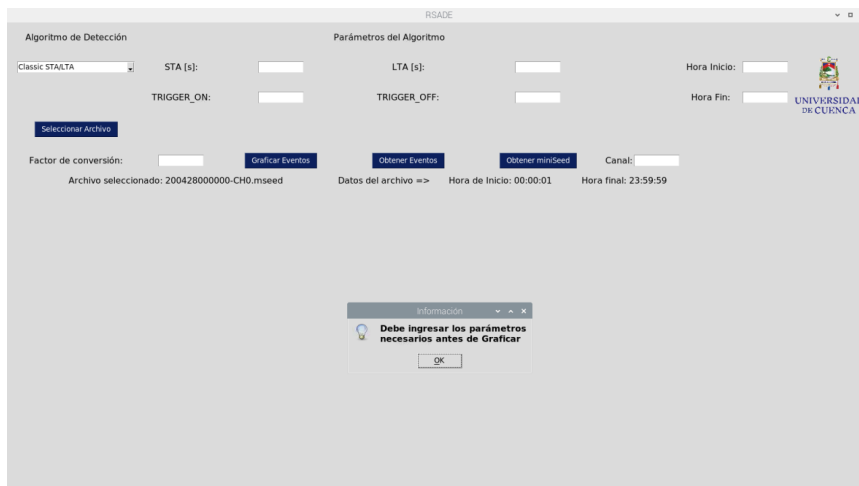 RSADE
Algoritmo de Detección Parámetros del Algoritmo
Classic STA/LTA STA [s]: LTA [s]: Hora Inicio:
TRIGGER_ON: TRIGGER_OFF: Hora Fin:
UNIVERSIDAD
DE CUENCA
Seleccionar Archivo
Factor de conversión: Graficar Eventos Obtener Eventos Obtener miniSeed Canal:
Archivo seleccionado: 200428000000-CH0.mseed Datos del archivo => Hora de Inicio: 00:00:01 Hora final: 23:59:59
Información
Debe ingresar los parámetros
necesarios antes de Graficar
OK